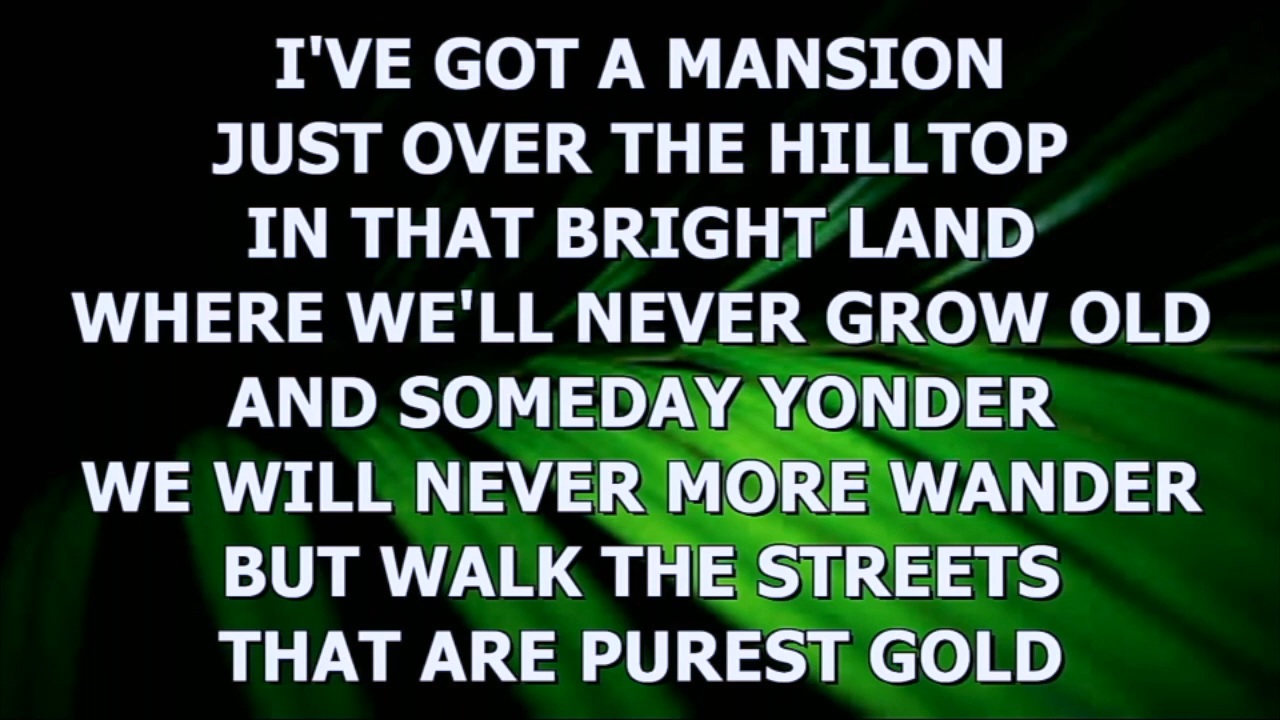 I'VE GOT A MANSION
JUST OVER THE HILLTOP
IN THAT BRIGHT LAND
WHERE WE'LL NEVER GROW OLD
AND SOMEDAY YONDER
WE WILL NEVER MORE WANDER
BUT WALK THE STREETS
THAT ARE PUREST GOLD